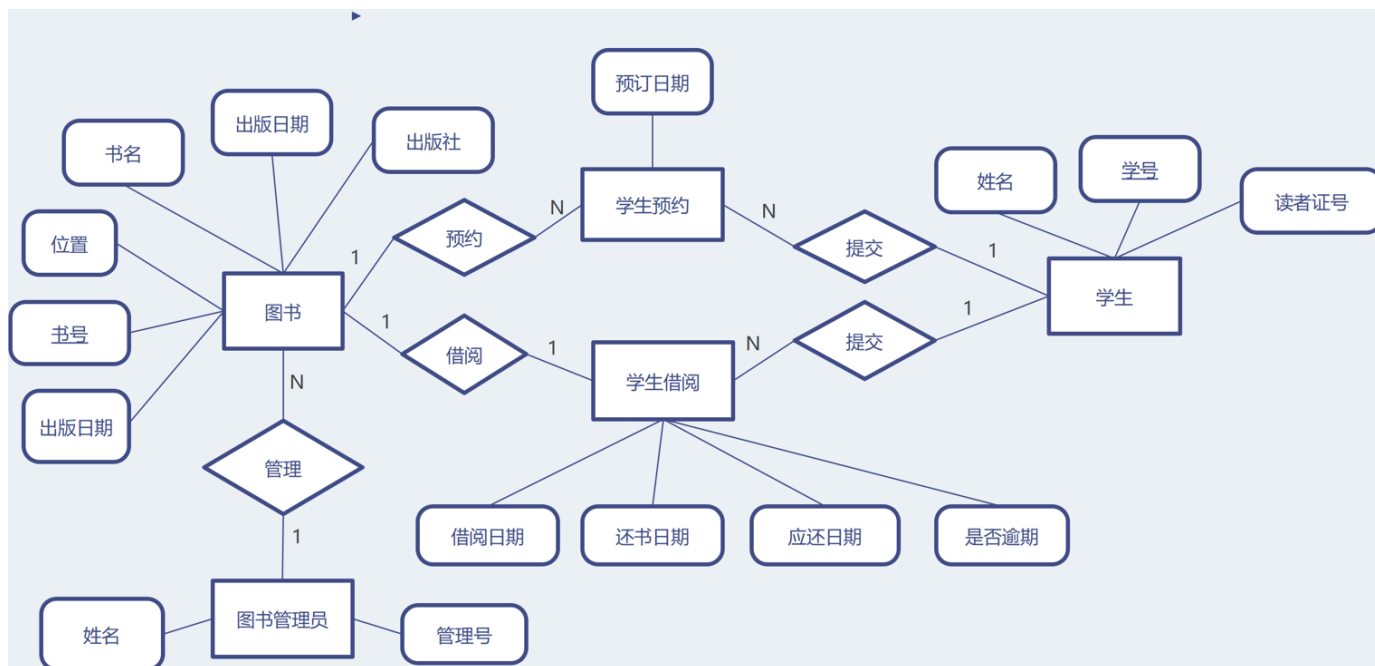 预订日期
出版日期
出版社
书名
学号
姓名
读者证号
学生预约
N
N
预约
提交
位置
1
1
图书
学生
1
1
书号
借阅
1
N
提交
学生借阅
N
出版日期
管理
借阅日期
还书日期
应还日期
是否逾期
1
图书管理员
姓名
管理号